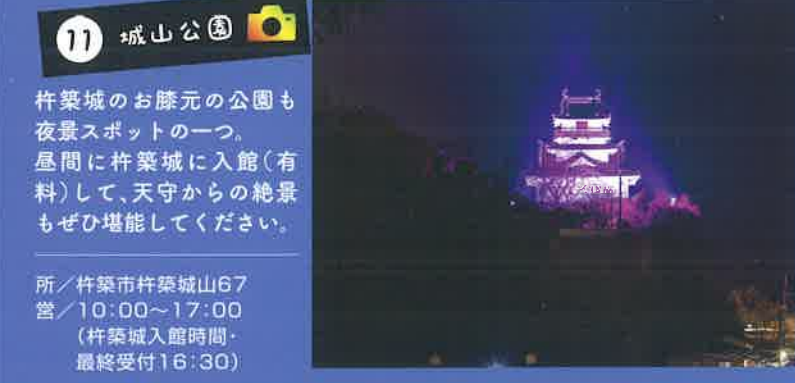 11 城山公園
杵築城のお膝元の公園も
夜景スポットの一つ。
昼間に杵築城に入館(有
料)して、天守からの絶景
もぜひ堪能してください。
所/杵築市杵築城山67
営/10:00~17:00
(杵築城入館時間・
最終受付16:30)